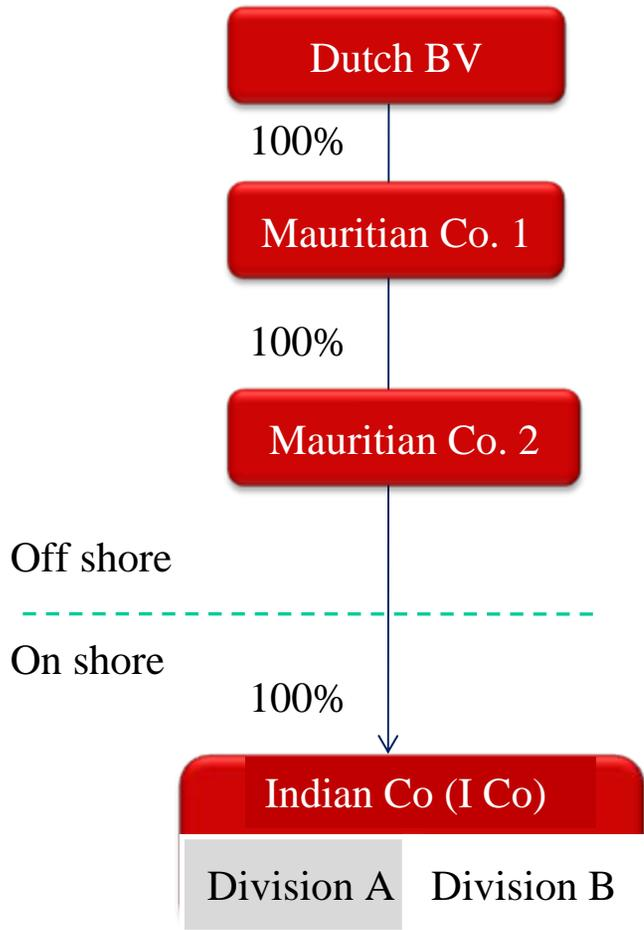 Dutch BV
100%
Mauritian Co. 1
100%
Mauritian Co. 2
Off shore
On shore
100%
Indian Co (I Co)
Division A Division B